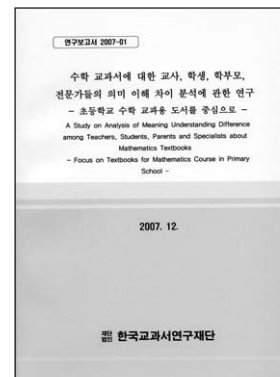 연구보고서 2007-01
수학 교과서에 대한 교사, 학생, 학부모,
전문가들의 의미 이해 차이 분석에 관한 연구
- 초등학교 수학 교과용 도서를 중심으로 -
A Study on Analysis of Meaning Understanding Difference
among Teachers, Students, Parents and Specialists about
Mathematics Textbooks
- Focus on Textbooks for Mathematics Course in Primary
School -
2007. 12.
재단
법인 한국교과서연구재단